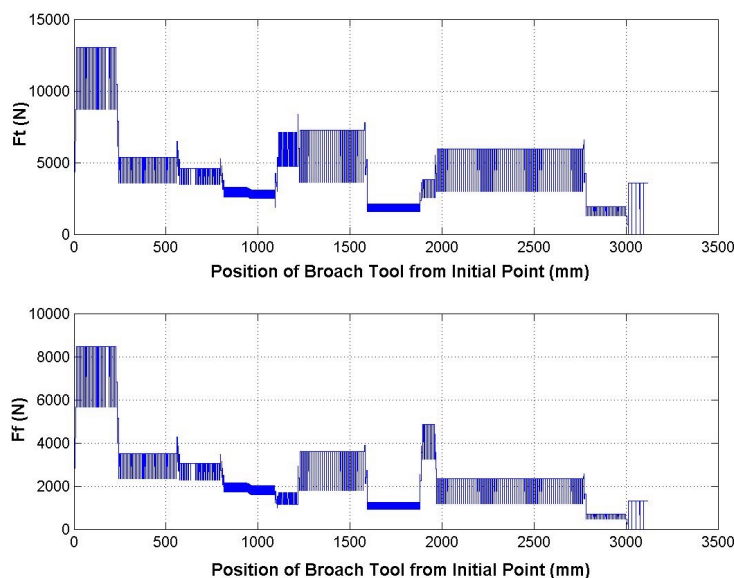 15000
10000
5000
0
Ft (N)
0 500 1000 1500 2000 2500 3000 3500
Position of Broach Tool from Initial Point (mm)
10000
8000
6000
4000
2000
0
Ff (N)
0 500 1000 1500 2000 2500 3000 3500
Position of Broach Tool from Initial Point (mm)